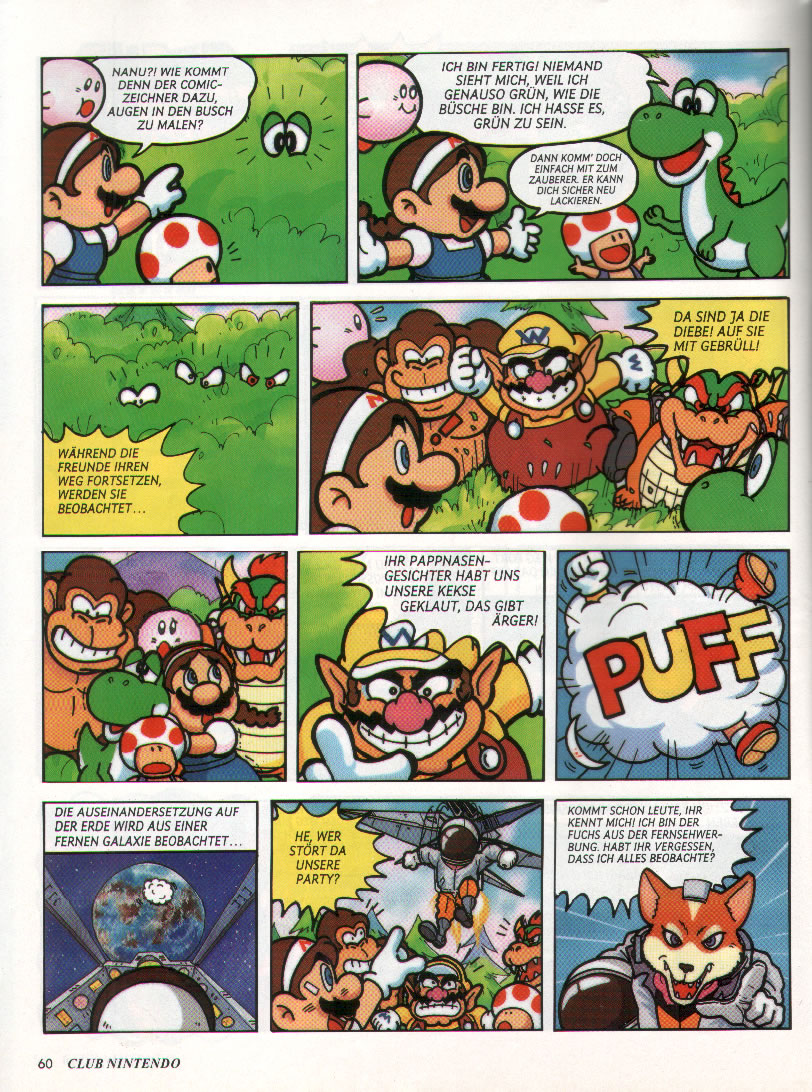 NANU?! WIE KOMMT
DENN DER COMIC-
ZEICHNER DAZU,
AUGEN IN DEN BUSCH
ZU MALEN?
ICH BIN FERTIG! NIEMAND
SIEHT MICH, WEIL ICH
GENAUSO GRÜN, WIE DIE
BÜSCHE BIN. ICH HASSE ES,
GRÜN ZU SEIN.
DANN KOMM' DOCH
EINFACH MIT ZUM
ZAUBERER. ER KANN
DICH SICHER NEU
LACKIEREN.
WÄHREND DIE
FREUNDE IHREN
WEG FORTSETZEN,
WERDEN SIE
BEOBACHTET...
DA SIND JA DIE
DIEBE! AUF SIE
MIT GEBRÜLL!
IHR PAPPNASEN-
GESICHTER HABT UNS
UNSERE KEKSE
GEKLAUT, DAS GIBT
ÄRGER!
PUFF
DIE AUSEINANDERSETZUNG AUF
DER ERDE WIRD AUS EINER
FERNEN GALAXIE BEOBACHTET...
HE, WER
STÖRT DA
UNSERE
PARTY?
KOMMT SCHON LEUTE, IHR
KENNT MICH! ICH BIN DER
FUCHS AUS DER FERNSEHWER-
BUNG. HABT IHR VERGESSEN,
DASS ICH ALLES BEOBACHTE?
60 CLUB NINTENDO